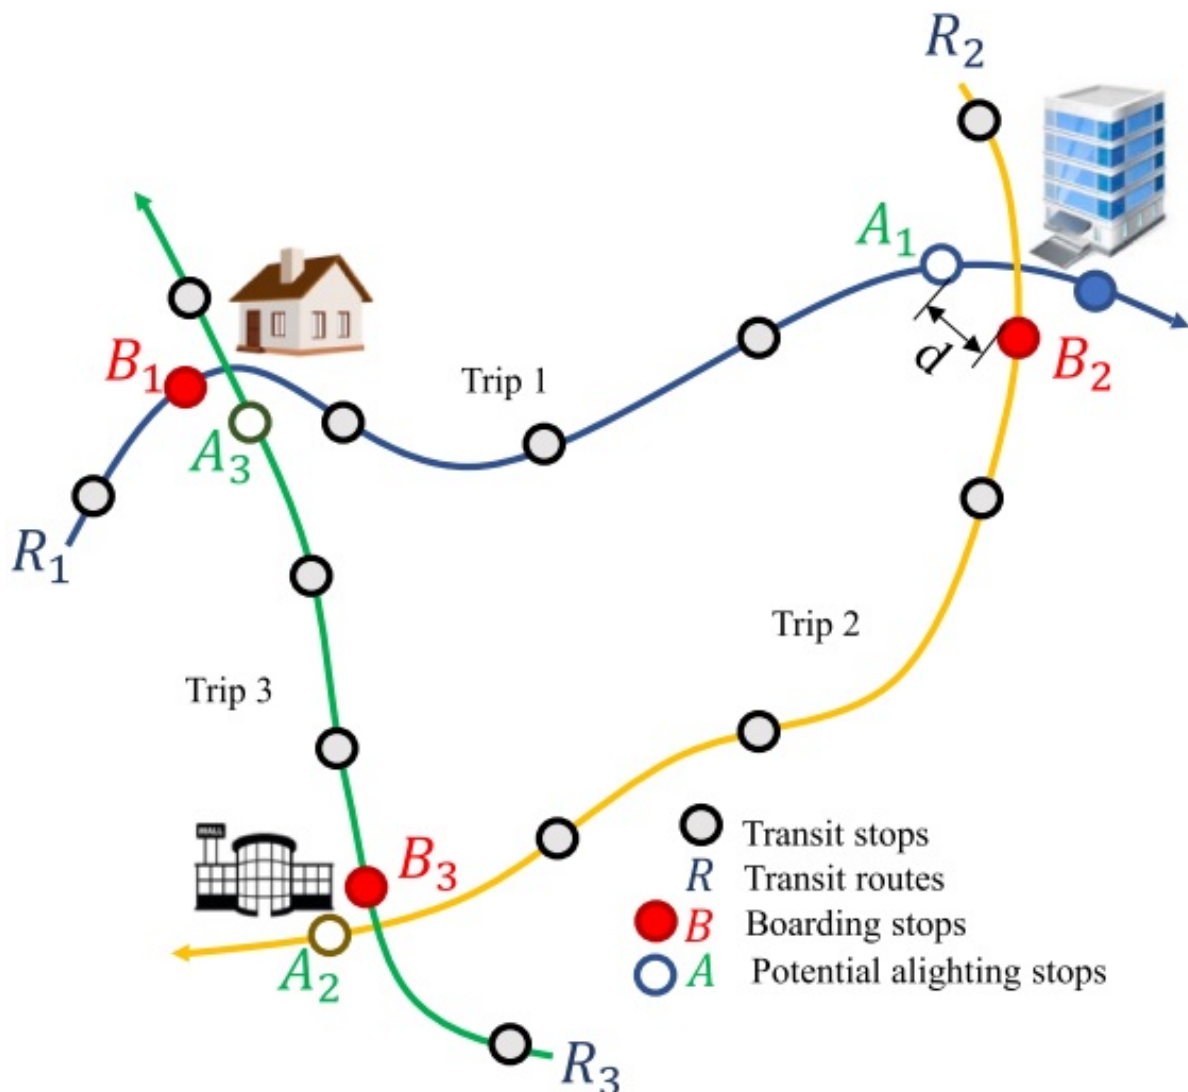 R₂
A₁
B₁
Trip 1
d
B₂
A₃
R₁
Trip 2
Trip 3
MALL
Transit stops
B₃
R Transit routes
B Boarding stops
A₂
A Potential alighting stops
R₃